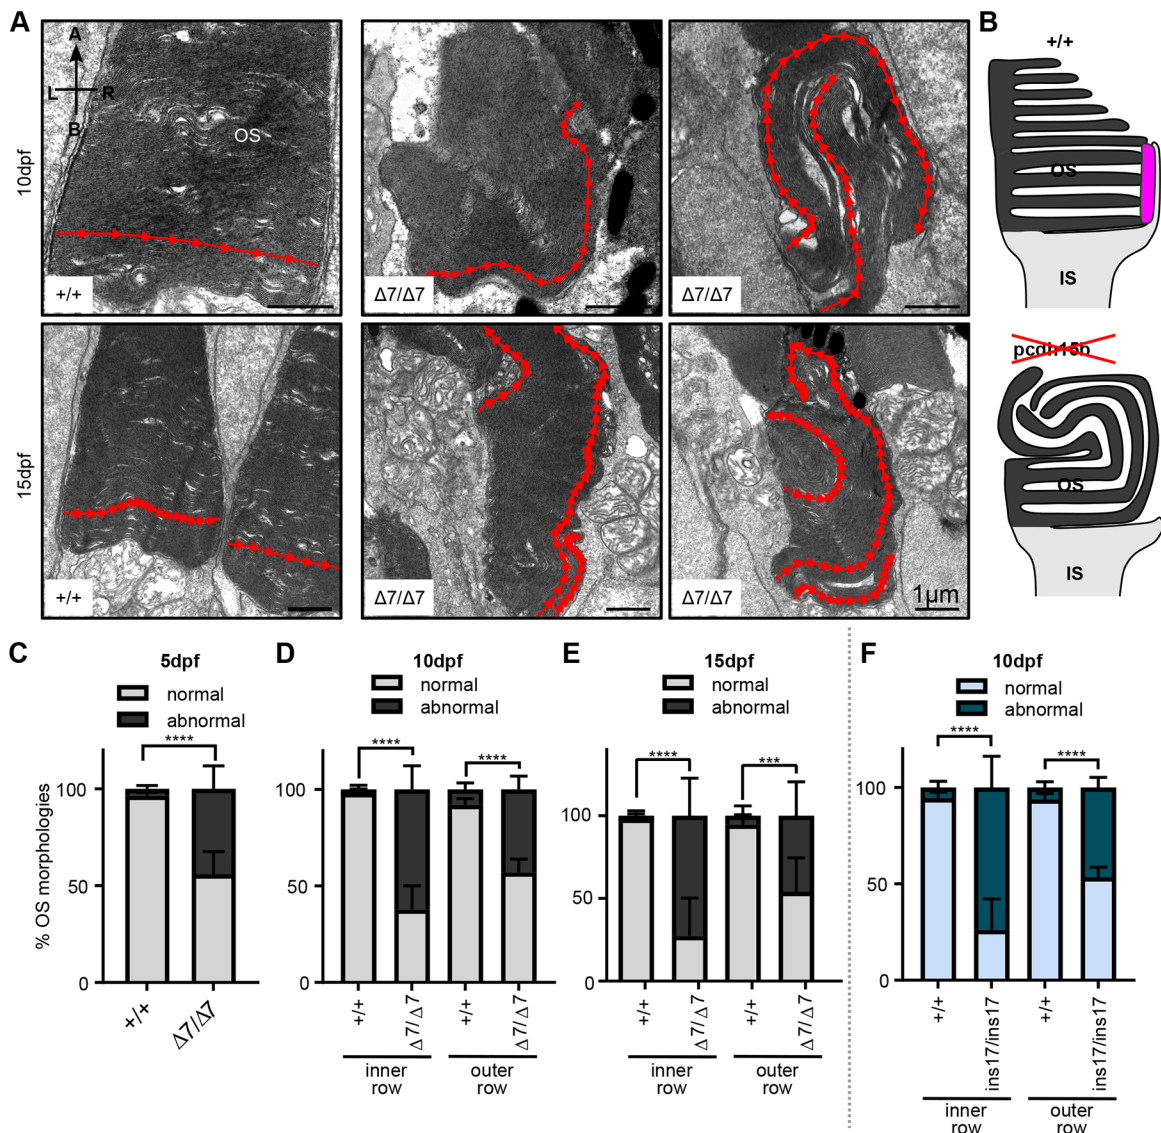 A
B
A
L
R
B
OS
10dpf
+/+
Δ7/Δ7
Δ7/Δ7
+/+
OS
IS
15dpf
+/+
Δ7/Δ7
Δ7/Δ7
1µm
pcdh15b
OS
IS
C
5dpf
normal
abnormal
****
% OS morphologies
100
50
0
+/+
Δ7/Δ7
D
10dpf
normal
abnormal
****
****
100
50
0
+/+
Δ7/Δ7
+/+
Δ7/Δ7
inner
row
outer
row
E
15dpf
normal
abnormal
****
***
100
50
0
+/+
Δ7/Δ7
+/+
Δ7/Δ7
inner
row
outer
row
F
10dpf
normal
abnormal
****
****
100
50
0
+/+
ins17/ins17
+/+
ins17/ins17
inner
row
outer
row